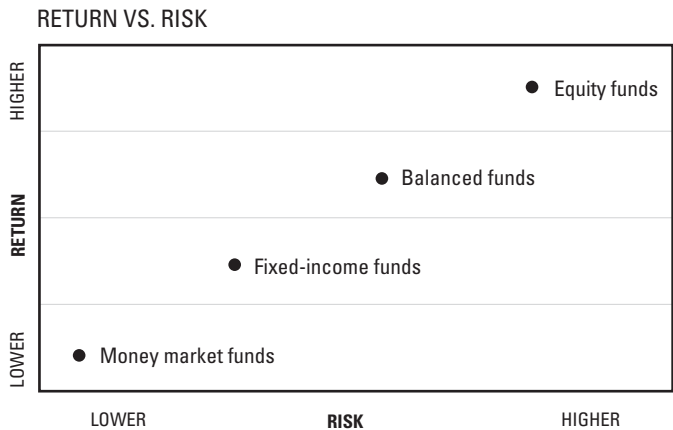 RETURN VS. RISK
HIGHER
Equity funds
Balanced funds
RETURN
Fixed-income funds
LOWER
Money market funds
LOWER
RISK
HIGHER